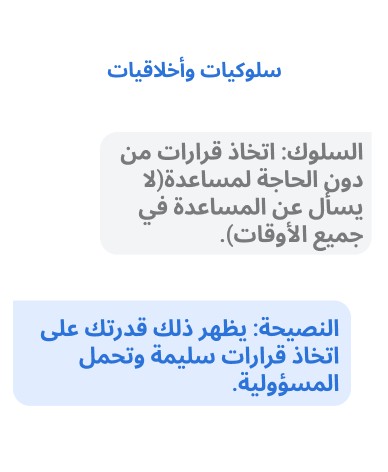 سلوكيات وأخلاقيات
السلوك: اتخاذ قرارات من
دون الحاجة لمساعدة(لا
يسأل عن المساعدة في
جميع الأوقات).
النصيحة: يظهر ذلك قدرتك على
اتخاذ قرارات سليمة وتحمل
المسؤولية.